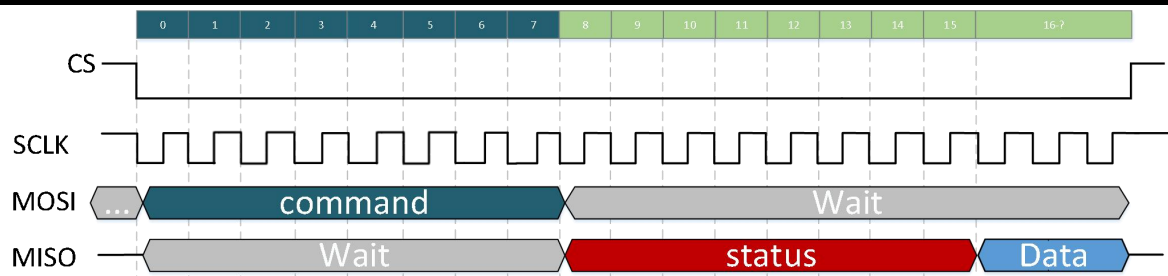 0 1 2 3 4 5 6 7 8 9 10 11 12 13 14 15 16-?
CS
SCLK
MOSI ... command Wait
MISO Wait status Data